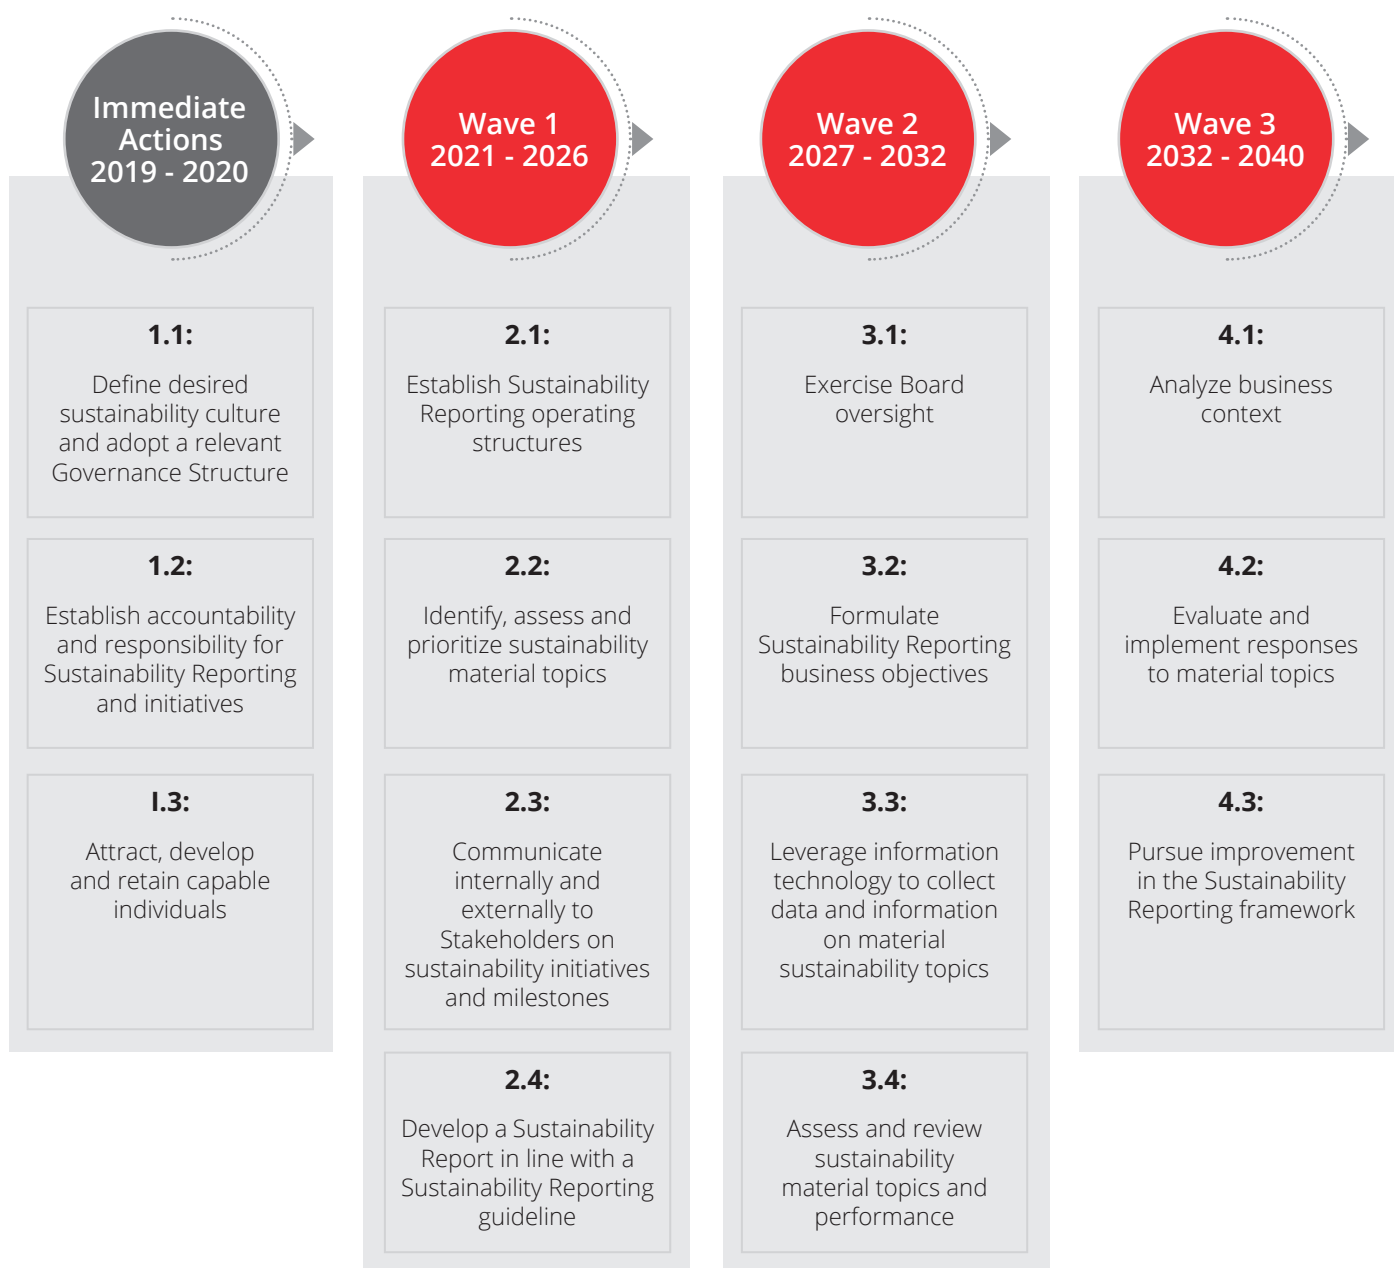 Immediate
Actions
2019 - 2020
1.1:
Define desired
sustainability culture
and adopt a relevant
Governance Structure
1.2:
Establish accountability
and responsibility for
Sustainability Reporting
and initiatives
I.3:
Attract, develop
and retain capable
individuals
Wave 1
2021 - 2026
2.1:
Establish Sustainability
Reporting operating
structures
2.2:
Identify, assess and
prioritize sustainability
material topics
2.3:
Communicate
internally and
externally to
Stakeholders on
sustainability initiatives
and milestones
2.4:
Develop a Sustainability
Report in line with a
Sustainability Reporting
guideline
Wave 2
2027 - 2032
3.1:
Exercise Board
oversight
3.2:
Formulate
Sustainability Reporting
business objectives
3.3:
Leverage information
technology to collect
data and information
on material
sustainability topics
3.4:
Assess and review
sustainability
material topics and
performance
Wave 3
2032 - 2040
4.1:
Analyze business
context
4.2:
Evaluate and
implement responses
to material topics
4.3:
Pursue improvement
in the Sustainability
Reporting framework